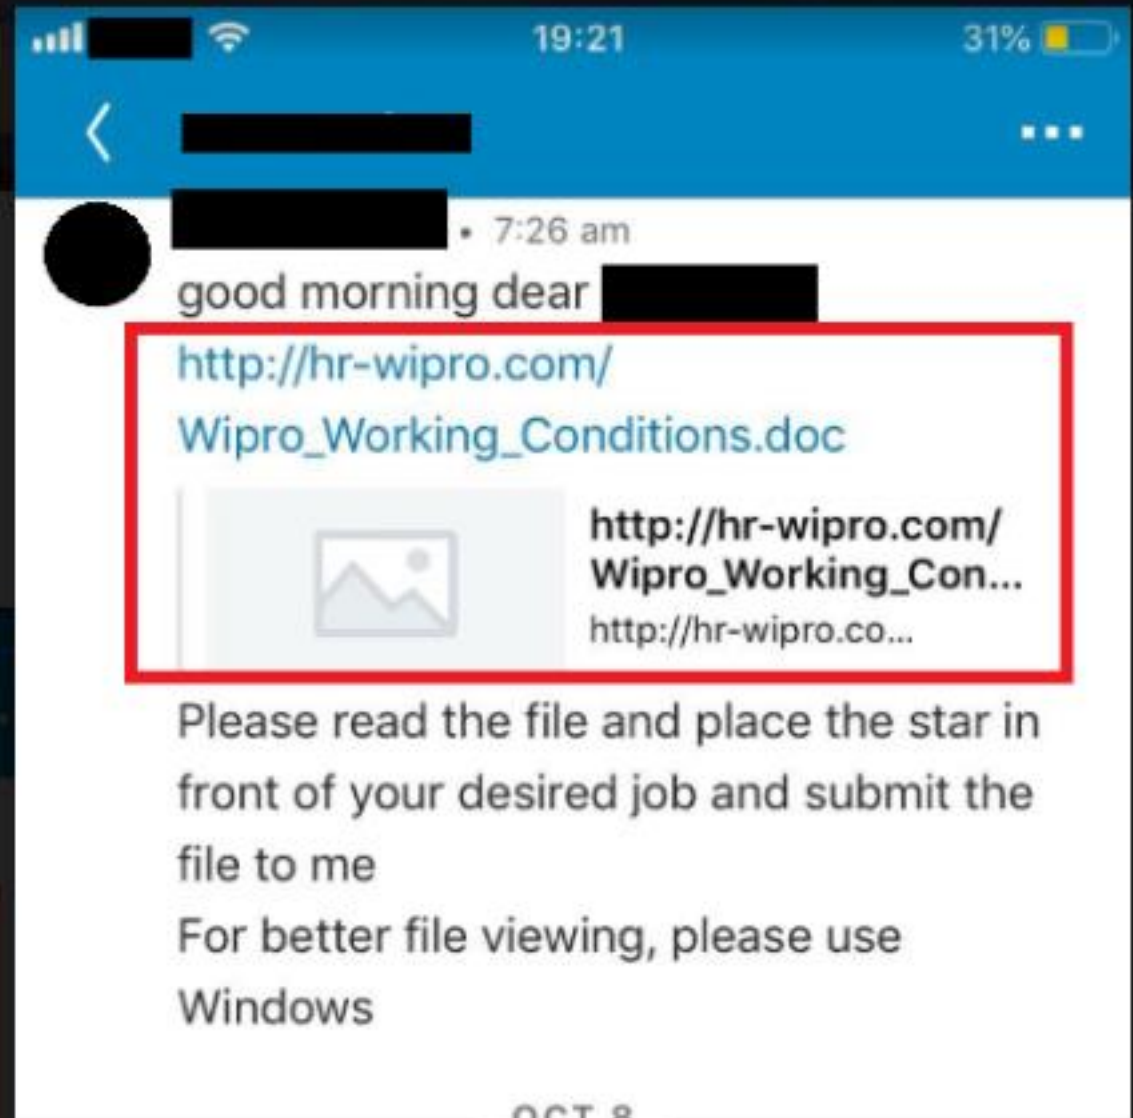 19:21
31%
• 7:26 am
good morning dear
http://hr-wipro.com/
Wipro_Working_Conditions.doc
http://hr-wipro.com/
Wipro_Working_Con...
http://hr-wipro.co...
Please read the file and place the star in
front of your desired job and submit the
file to me
For better file viewing, please use
Windows
OCT 8